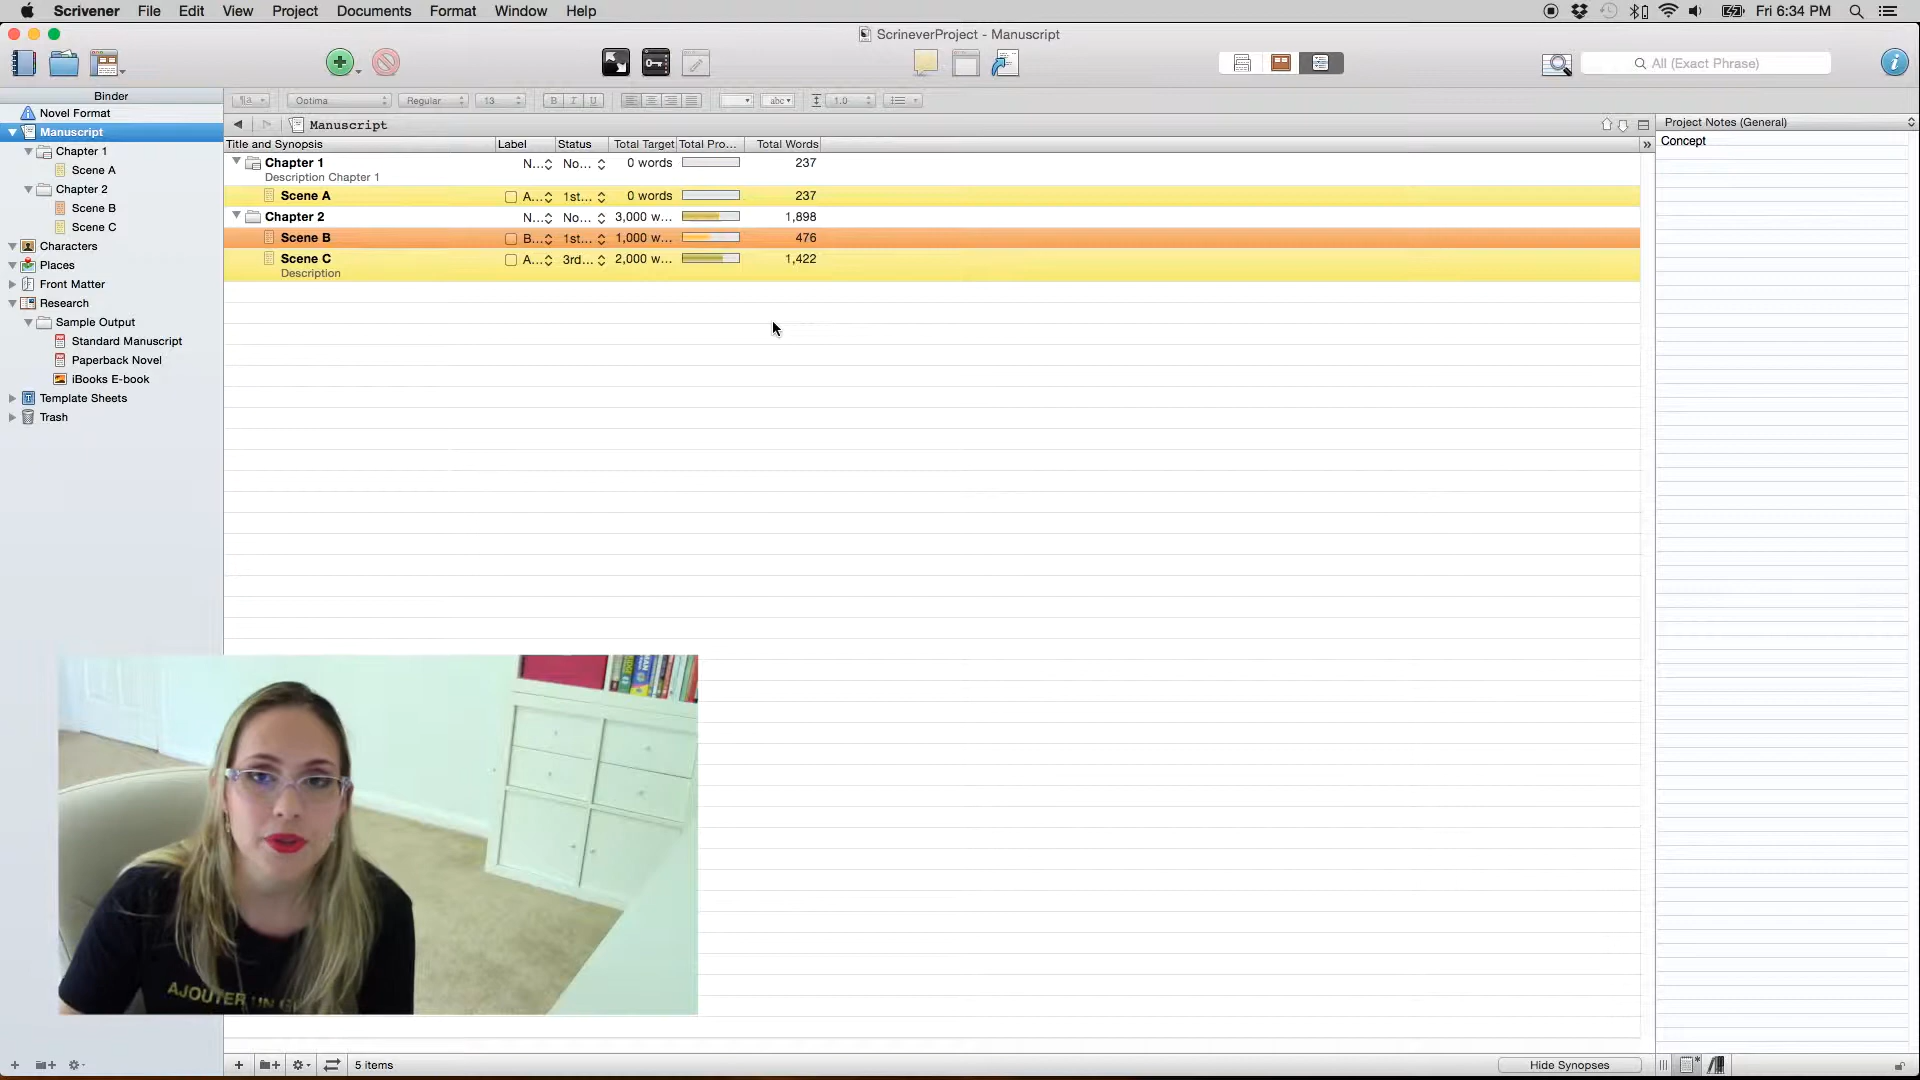 Scrivener File Edit View Project Documents Format Window Help Fri 6:34 PM
ScrineverProject - Manuscript
All (Exact Phrase)
Binder
Optima Regular 13 B I U abc 1.0
Novel Format
Manuscript
Chapter 1
Scene A
Chapter 2
Scene B
Scene C
Characters
Places
Front Matter
Research
Sample Output
Standard Manuscript
Paperback Novel
iBooks E-book
Template Sheets
Trash
Manuscript
Title and Synopsis Label Status Total Target Total Pro... Total Words
Chapter 1 N... No... 0 words 237
Description Chapter 1
Scene A A... 1st... 0 words 237
Chapter 2 N... No... 3,000 w... 1,898
Scene B B... 1st... 1,000 w... 476
Scene C A... 3rd... 2,000 w... 1,422
Description
Project Notes (General)
Concept
AJOUTER UN
5 items
Hide Synopses